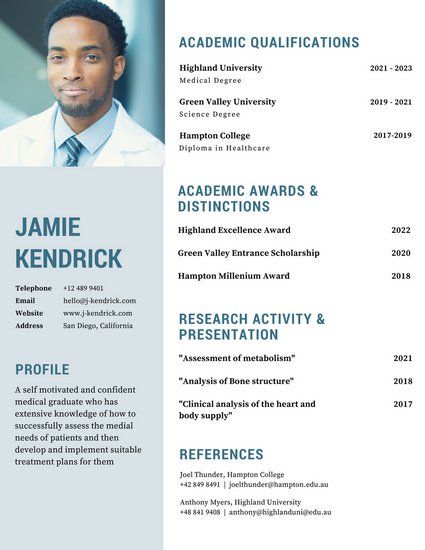 JAMIE
KENDRICK
Telephone +12 489 9401
Email hello@j-kendrick.com
Website www.j-kendrick.com
Address San Diego, California
PROFILE
A self motivated and confident
medical graduate who has
extensive knowledge of how to
successfully assess the medial
needs of patients and then
develop and implement suitable
treatment plans for them
ACADEMIC QUALIFICATIONS
Highland University 2021 - 2023
Medical Degree
Green Valley University 2019 - 2021
Science Degree
Hampton College 2017-2019
Diploma in Healthcare
ACADEMIC AWARDS &
DISTINCTIONS
Highland Excellence Award 2022
Green Valley Entrance Scholarship 2020
Hampton Millenium Award 2018
RESEARCH ACTIVITY &
PRESENTATION
"Assessment of metabolism" 2021
"Analysis of Bone structure" 2018
"Clinical analysis of the heart and 2017
body supply"
REFERENCES
Joel Thunder, Hampton College
+42 849 8491 | joelthunder@hampton.edu.au
Anthony Myers, Highland University
+48 841 9408 | anthony@highlanduni@edu.au